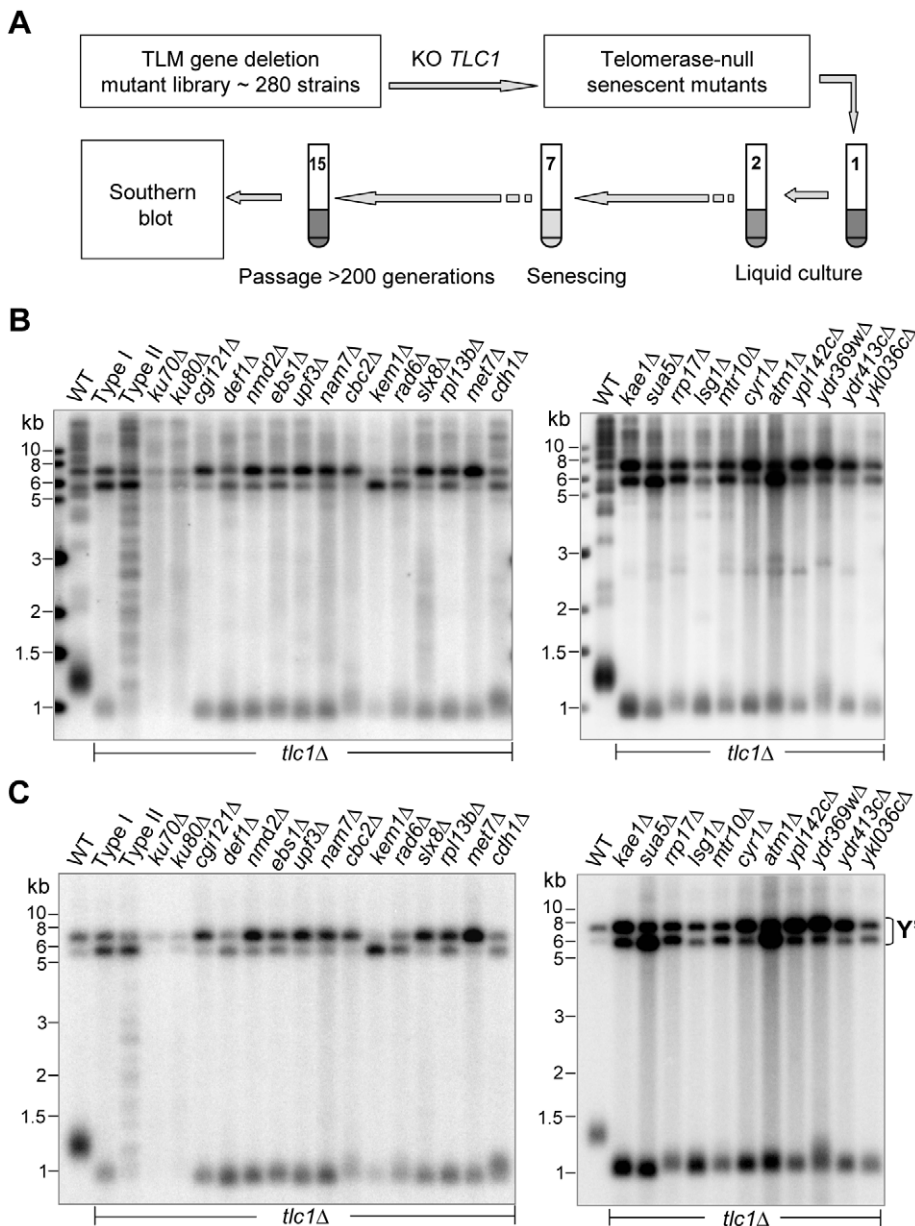 A
TLM gene deletion
mutant library ~ 280 strains
KO TLC1
Telomerase-null
senescent mutants
Southern
blot
15
7
2
1
Passage >200 generations
Senescing
Liquid culture
B
WT
Type I
Type II
ku70Δ
ku80Δ
cgi121Δ
def1Δ
nmd2Δ
ebs1Δ
upf3Δ
nam7Δ
cbc2Δ
kem1Δ
rad6Δ
slx8Δ
rpl13bΔ
met7Δ
cdh1Δ
kb
10
8
6
5
3
2
1.5
1
tlc1Δ
WT
kae1Δ
sua5Δ
rrp17Δ
lsg1Δ
mtr10Δ
cyr1Δ
atm1Δ
ypl142cΔ
ydr369wΔ
ydr413cΔ
ykl036cΔ
kb
10
8
6
5
3
2
1.5
1
tlc1Δ
C
WT
Type I
Type II
ku70Δ
ku80Δ
cgi121Δ
def1Δ
nmd2Δ
ebs1Δ
upf3Δ
nam7Δ
cbc2Δ
kem1Δ
rad6Δ
slx8Δ
rpl13bΔ
met7Δ
cdh1Δ
kb
10
8
6
5
3
2
1.5
1
tlc1Δ
WT
kae1Δ
sua5Δ
rrp17Δ
lsg1Δ
mtr10Δ
cyr1Δ
atm1Δ
ypl142cΔ
ydr369wΔ
ydr413cΔ
ykl036cΔ
kb
10
8
6
5
3
2
1.5
1
Y'
tlc1Δ